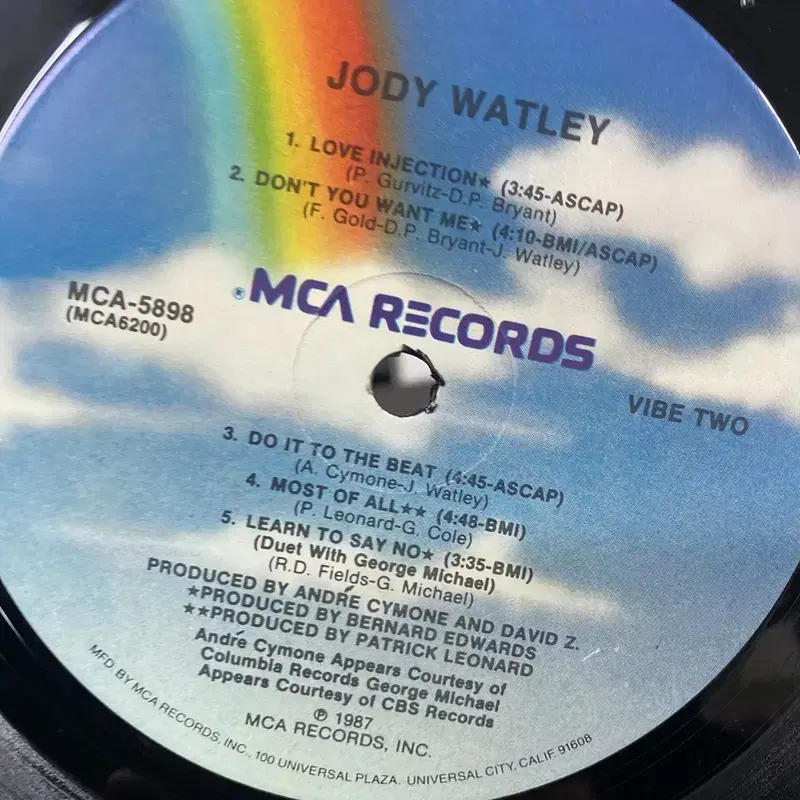 JODY WATLEY
1. LOVE INJECTION★ (3:45-ASCAP)
(P. Gurvitz-D.P. Bryant)
2. DON'T YOU WANT ME★ (4:10-BMI/ASCAP)
(F. Gold-D.P. Bryant-J. Watley)
MCA-5898
(MCA6200)
® MCA RECORDS
VIBE TWO
3. DO IT TO THE BEAT (4:45-ASCAP)
(A. Cymone-J. Watley)
4. MOST OF ALL★★ (4:48-BMI)
(P. Leonard-G. Cole)
5. LEARN TO SAY NO★ (3:35-BMI)
(Duet With George Michael)
(R.D. Fields-G. Michael)
PRODUCED BY ANDRÉ CYMONE AND DAVID Z.
★PRODUCED BY BERNARD EDWARDS
★★PRODUCED BY PATRICK LEONARD
André Cymone Appears Courtesy of
Columbia Records George Michael
Appears Courtesy of CBS Records
℗ 1987
MCA RECORDS, INC.
MFD. BY MCA RECORDS, INC., 100 UNIVERSAL PLAZA. UNIVERSAL CITY, CALIF. 91608